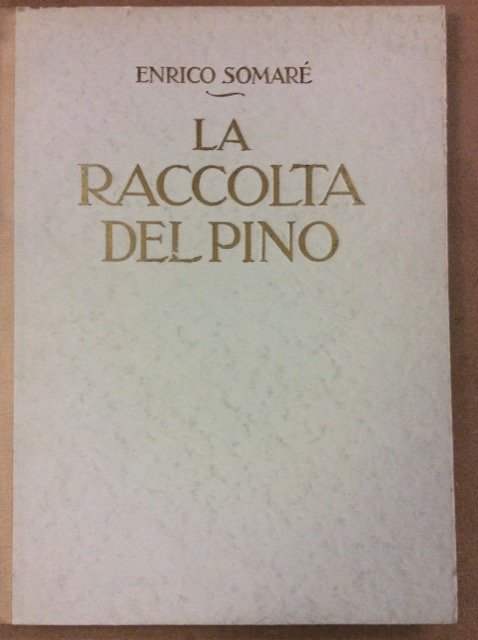 ENRICO SOMARÉ
LA
RACCOLTA
DEL PINO